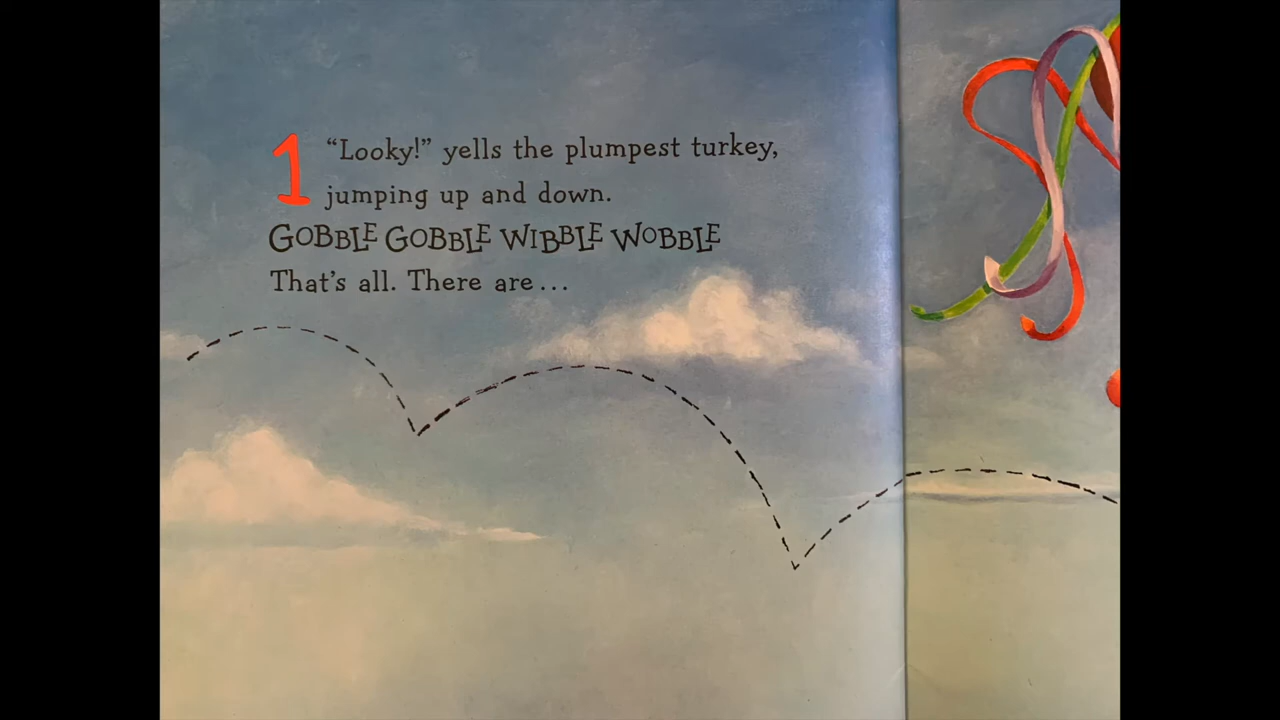 1 “Looky!” yells the plumpest turkey,
jumping up and down.
GOBBLE GOBBLE WIBBLE WOBBLE
That’s all. There are...